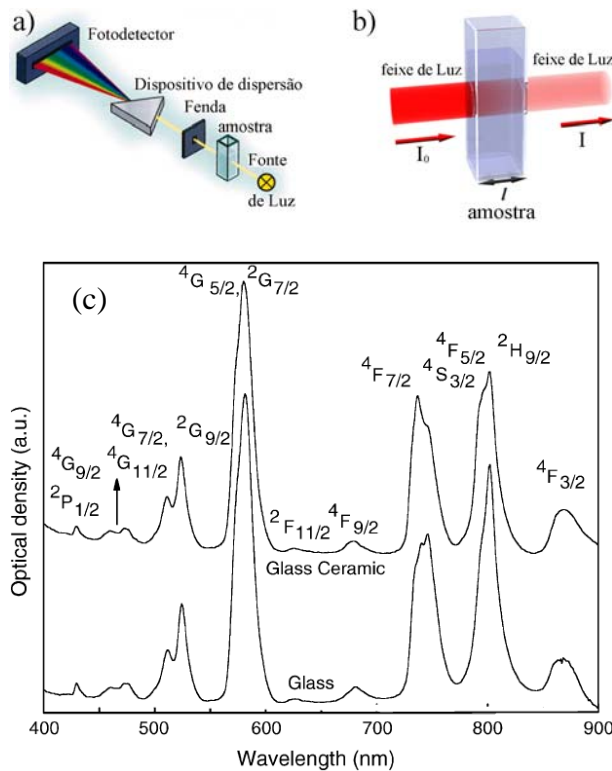 a)
Fotodetector
Dispositivo de dispersão
Fenda
amostra
Fonte
de Luz
b)
feixe de Luz
feixe de Luz
I₀
I
l
amostra
(c)
⁴G 5/2, ²G7/2
⁴F7/2
⁴F5/2
⁴S3/2
²H9/2
⁴G7/2, ²G9/2
⁴G9/2
⁴G11/2
²P1/2
²F11/2
⁴F9/2
⁴F3/2
Glass Ceramic
Glass
Optical density (a.u.)
400 500 600 700 800 900
Wavelength (nm)